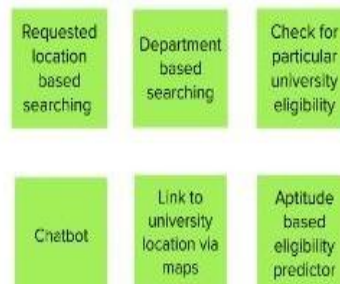 Requested
location
based
searching
Department
based
searching
Check for
particular
university
eligibility
Chatbot
Link to
university
location via
maps
Aptitude
based
eligibility
predictor